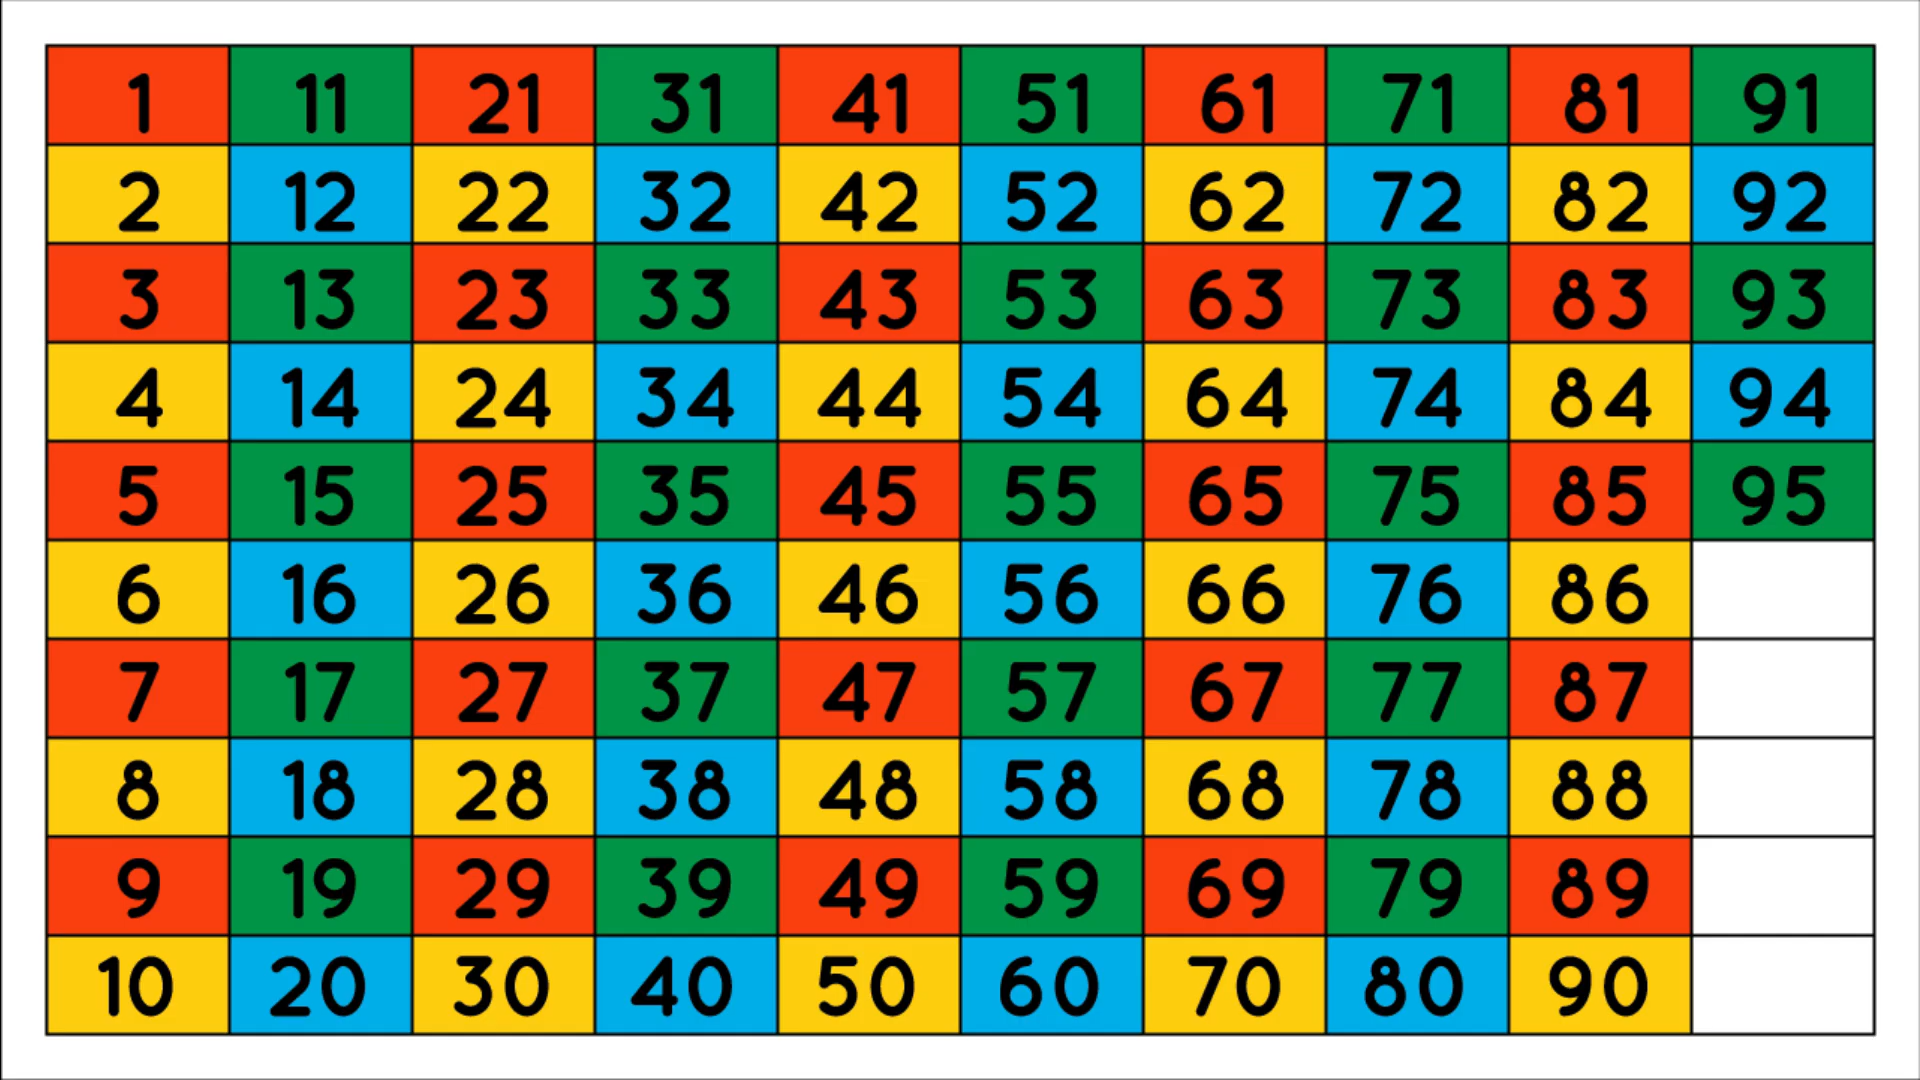 1 11 21 31 41 51 61 71 81 91
2 12 22 32 42 52 62 72 82 92
3 13 23 33 43 53 63 73 83 93
4 14 24 34 44 54 64 74 84 94
5 15 25 35 45 55 65 75 85 95
6 16 26 36 46 56 66 76 86
7 17 27 37 47 57 67 77 87
8 18 28 38 48 58 68 78 88
9 19 29 39 49 59 69 79 89
10 20 30 40 50 60 70 80 90